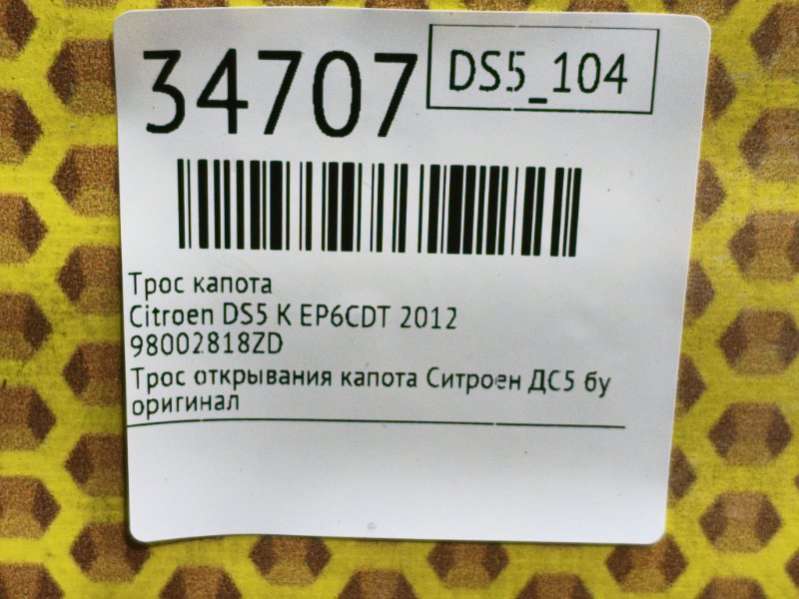 34707
DS5_104
Трос капота
Citroen DS5 K EP6CDT 2012
98002818ZD
Трос открывания капота Ситроен ДС5 бу
оригинал